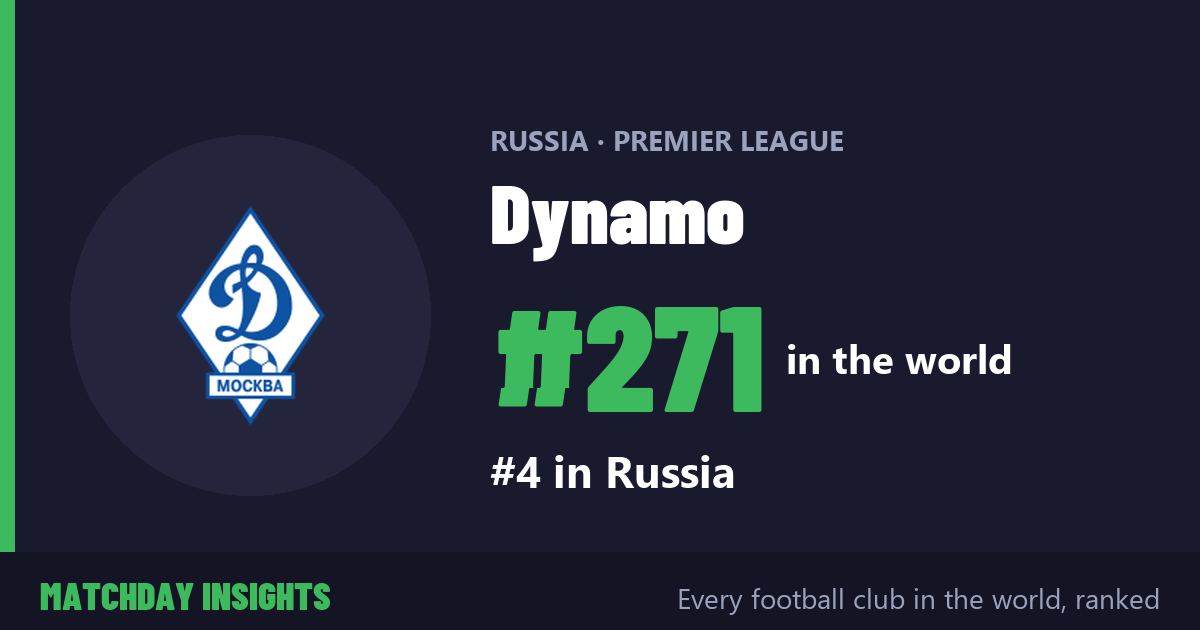 RUSSIA · PREMIER LEAGUE
Dynamo
#271 in the world
#4 in Russia
Д
МОСКВА
MATCHDAY INSIGHTS
Every football club in the world, ranked